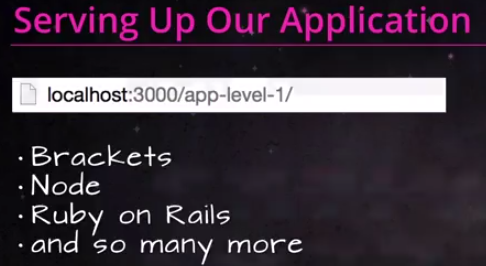 Serving Up Our Application
localhost:3000/app-level-1/
· Brackets
· Node
· Ruby on Rails
· and so many more